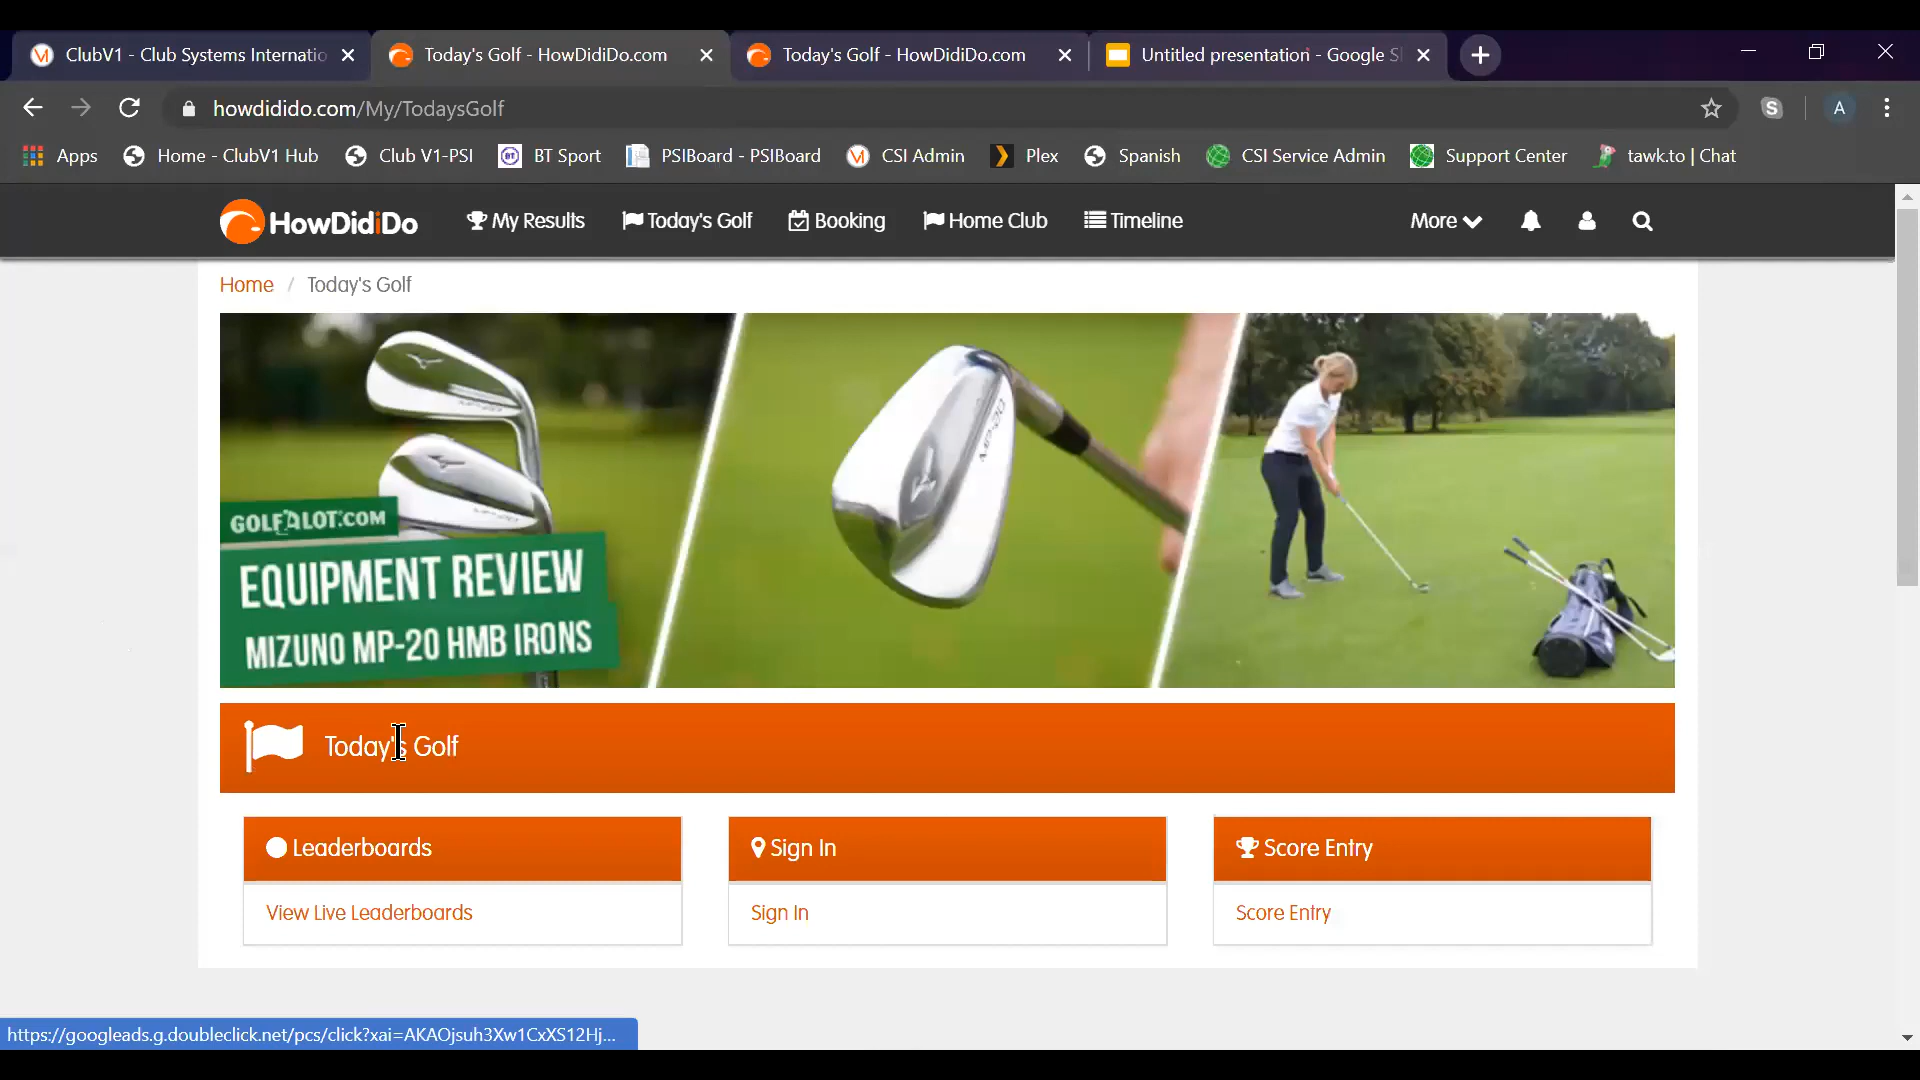 ClubV1 - Club Systems Internatio
Today's Golf - HowDidiDo.com
Today's Golf - HowDidiDo.com
Untitled presentation - Google Sl
howdidido.com/My/TodaysGolf
A
Apps
Home - ClubV1 Hub
Club V1-PSI
BT Sport
PSIBoard - PSIBoard
CSI Admin
Plex
Spanish
CSI Service Admin
Support Center
tawk.to | Chat
HowDidiDo
My Results
Today's Golf
Booking
Home Club
Timeline
More
Home / Today's Golf
MP-20
GOLFALOT.COM
EQUIPMENT REVIEW
MIZUNO MP-20 HMB IRONS
Today's Golf
Leaderboards
Sign In
Score Entry
View Live Leaderboards
Sign In
Score Entry
https://googleads.g.doubleclick.net/pcs/click?xai=AKAOjsuh3Xw1CxXS12Hj...